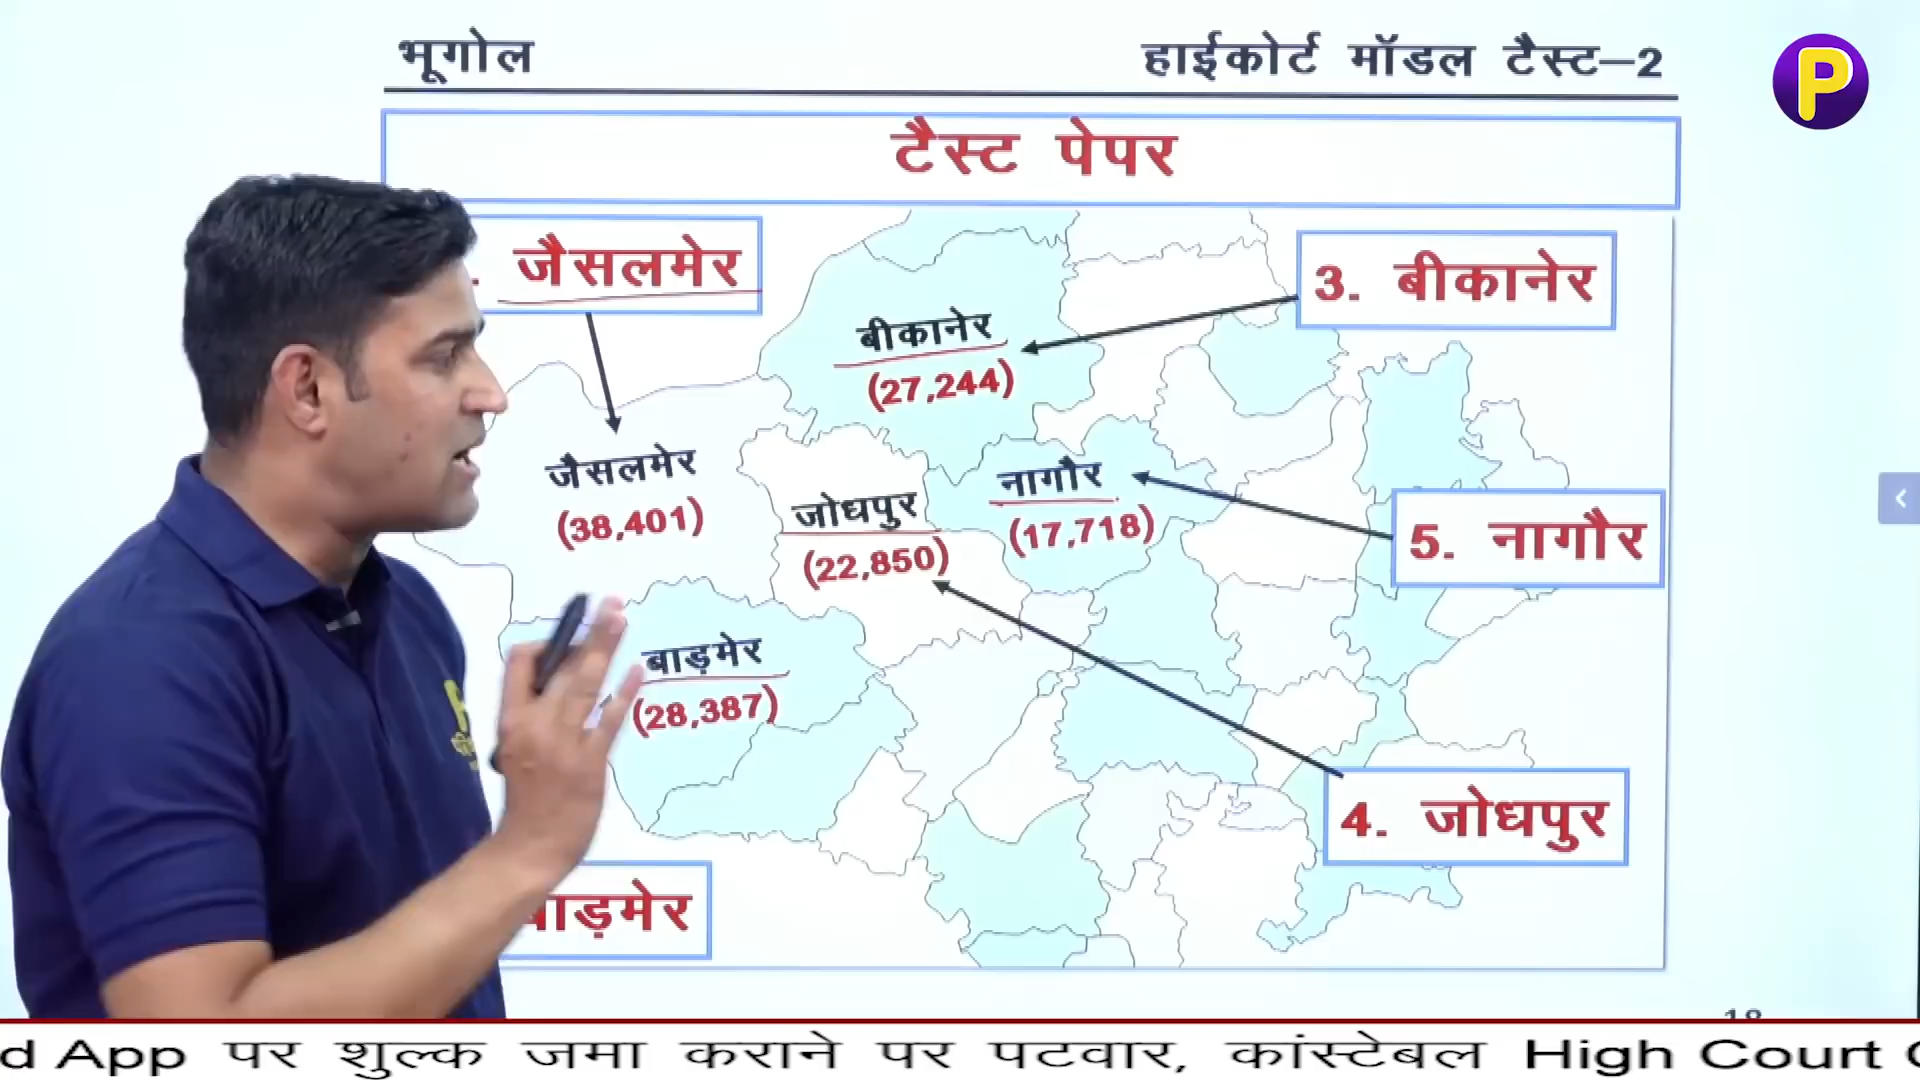 भूगोल
हाईकोर्ट मॉडल टैस्ट–2
P
टैस्ट पेपर
. जैसलमेर
3. बीकानेर
बीकानेर
(27,244)
जैसलमेर
(38,401)
जोधपुर
(22,850)
नागौर
(17,718)
5. नागौर
बाड़मेर
(28,387)
4. जोधपुर
बाड़मेर
d App पर शुल्क जमा कराने पर पटवार, कांस्टेबल High Court